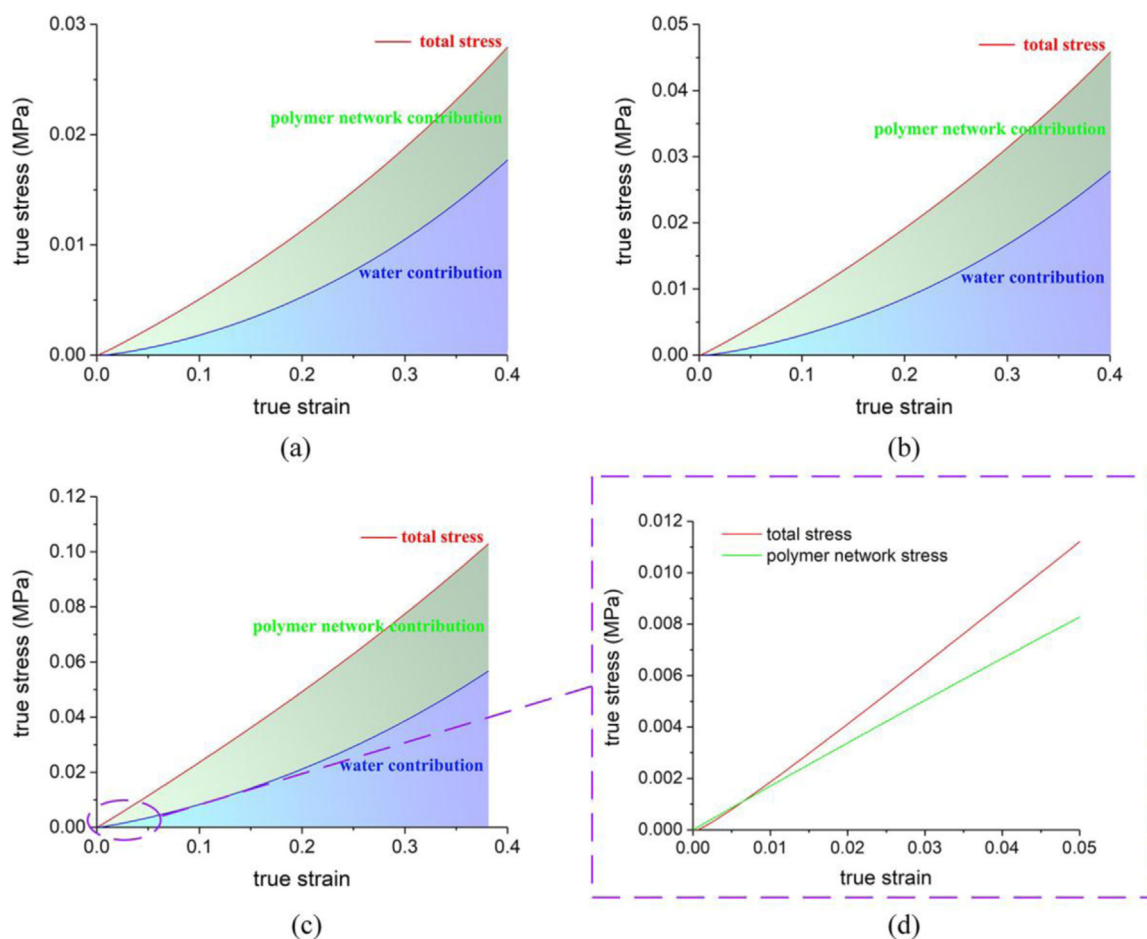 0.03
total stress
polymer network contribution
0.02
true stress (MPa)
0.01
water contribution
0.00
0.0 0.1 0.2 0.3 0.4
true strain
(a)
0.05
total stress
0.04
polymer network contribution
0.03
true stress (MPa)
0.02
water contribution
0.01
0.00
0.0 0.1 0.2 0.3 0.4
true strain
(b)
0.12
total stress
0.10
0.08
polymer network contribution
true stress (MPa)
0.06
0.04
water contribution
0.02
0.00
0.0 0.1 0.2 0.3 0.4
true strain
(c)
0.012
total stress
polymer network stress
0.010
0.008
true stress (MPa)
0.006
0.004
0.002
0.000
0.00 0.01 0.02 0.03 0.04 0.05
true strain
(d)